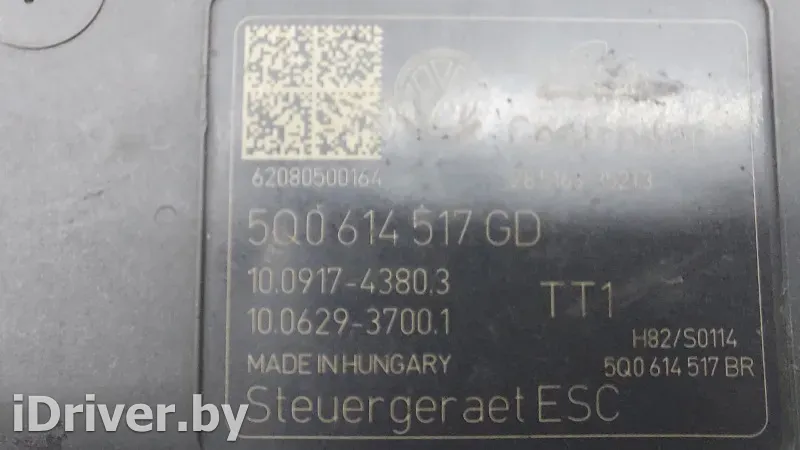 62080500164
5Q0 614 517 GD
10.0917-4380.3
10.0629-3700.1
TT1
H82/S0114
MADE IN HUNGARY
5Q0 614 517 BR
Steuergeraet ESC
iDriver.by